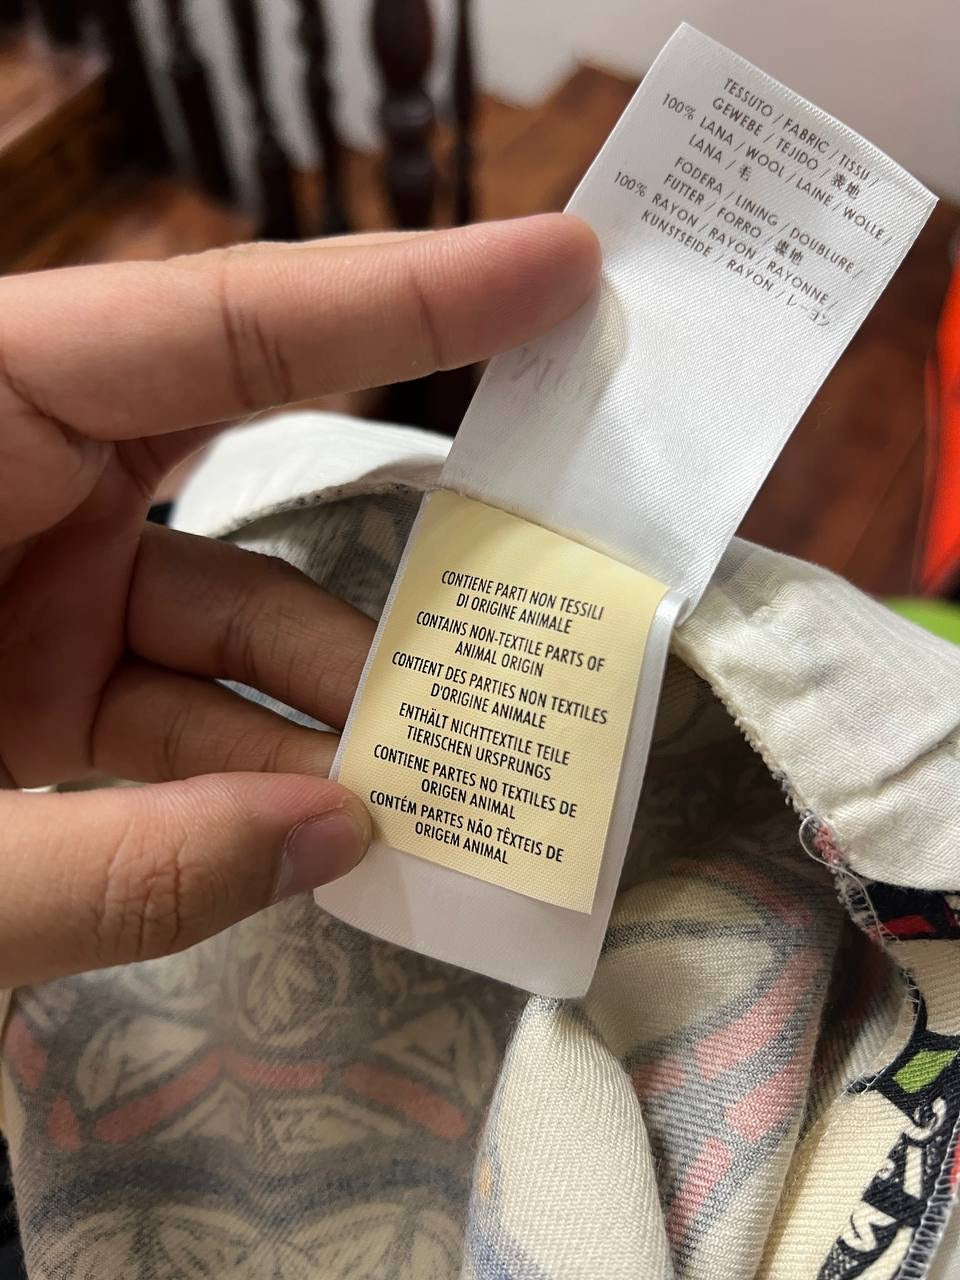 TESSUTO / FABRIC / TISSU /
GEWEBE / TEJIDO / 表地
100% LANA / WOOL / LAINE / WOLLE /
LANA / 毛
FODERA / LINING / DOUBLURE /
FUTTER / FORRO / 裏地
100% RAYON / RAYON / RAYONNE /
KUNSTSEIDE / RAYON / レーヨン
CONTIENE PARTI NON TESSILI
DI ORIGINE ANIMALE
CONTAINS NON-TEXTILE PARTS OF
ANIMAL ORIGIN
CONTIENT DES PARTIES NON TEXTILES
D'ORIGINE ANIMALE
ENTHÄLT NICHTTEXTILE TEILE
TIERISCHEN URSPRUNGS
CONTIENE PARTES NO TEXTILES DE
ORIGEN ANIMAL
CONTÉM PARTES NÃO TÊXTEIS DE
ORIGEM ANIMAL